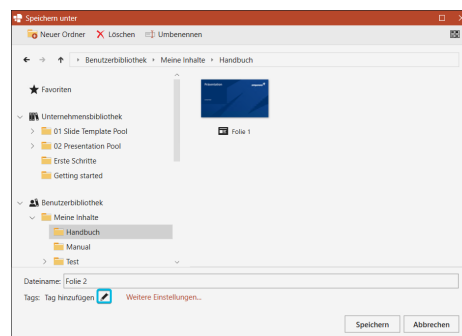 Speichern unter
Neuer Ordner Löschen Umbenennen
Benutzerbibliothek Meine Inhalte Handbuch
Favoriten
Unternehmensbibliothek
01 Slide Template Pool
02 Presentation Pool
Erste Schritte
Getting started
Benutzerbibliothek
Meine Inhalte
Handbuch
Manual
Test
Folie 1
Dateiname: Folie 2
Tags: Tag hinzufügen Weitere Einstellungen...
Speichern Abbrechen